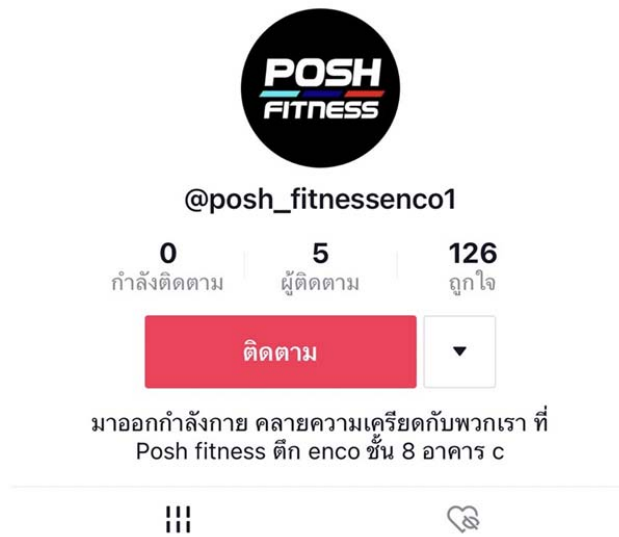 POSH
FITNESS
@posh_fitnessenco1
0 5 126
กำลังติดตาม ผู้ติดตาม ถูกใจ
ติดตาม
มาออกกำลังกาย คลายความเครียดกับพวกเรา ที่
Posh fitness ตึก enco ชั้น 8 อาคาร c